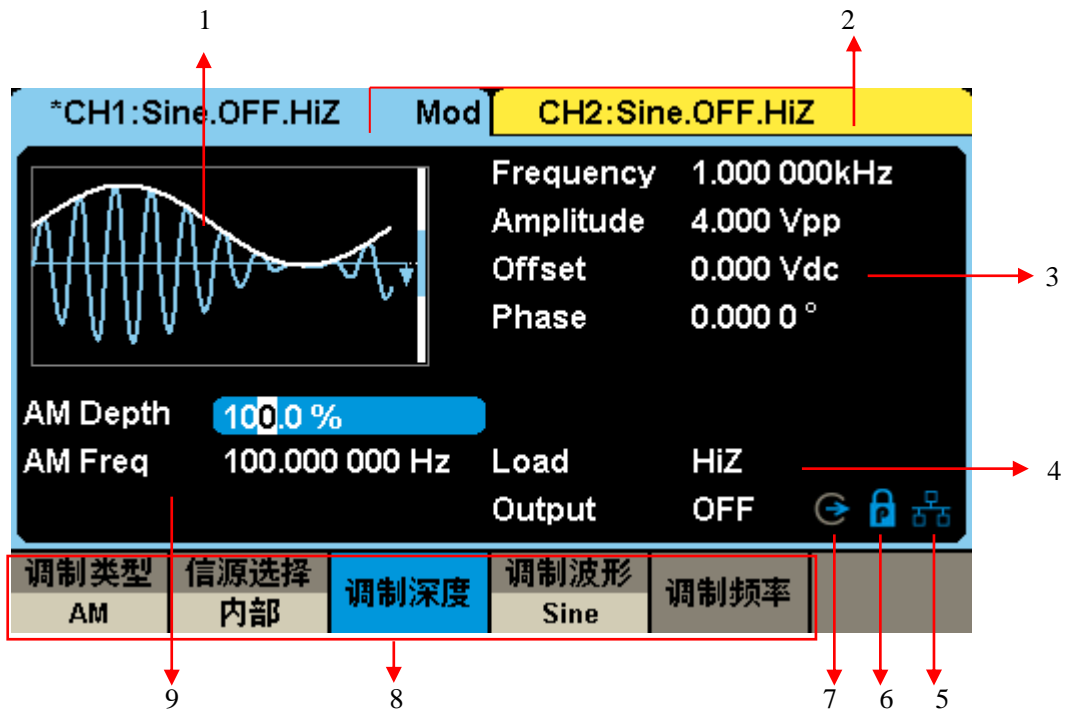 1
2
*CH1:Sine.OFF.HiZ Mod CH2:Sine.OFF.HiZ
Frequency 1.000 000kHz
Amplitude 4.000 Vpp
Offset 0.000 Vdc
3
Phase 0.000 0 °
AM Depth 100.0 %
AM Freq 100.000 000 Hz Load HiZ
4
Output OFF
调制类型 信源选择 调制深度 调制波形 调制频率
AM 内部 Sine
9 8 7 6 5